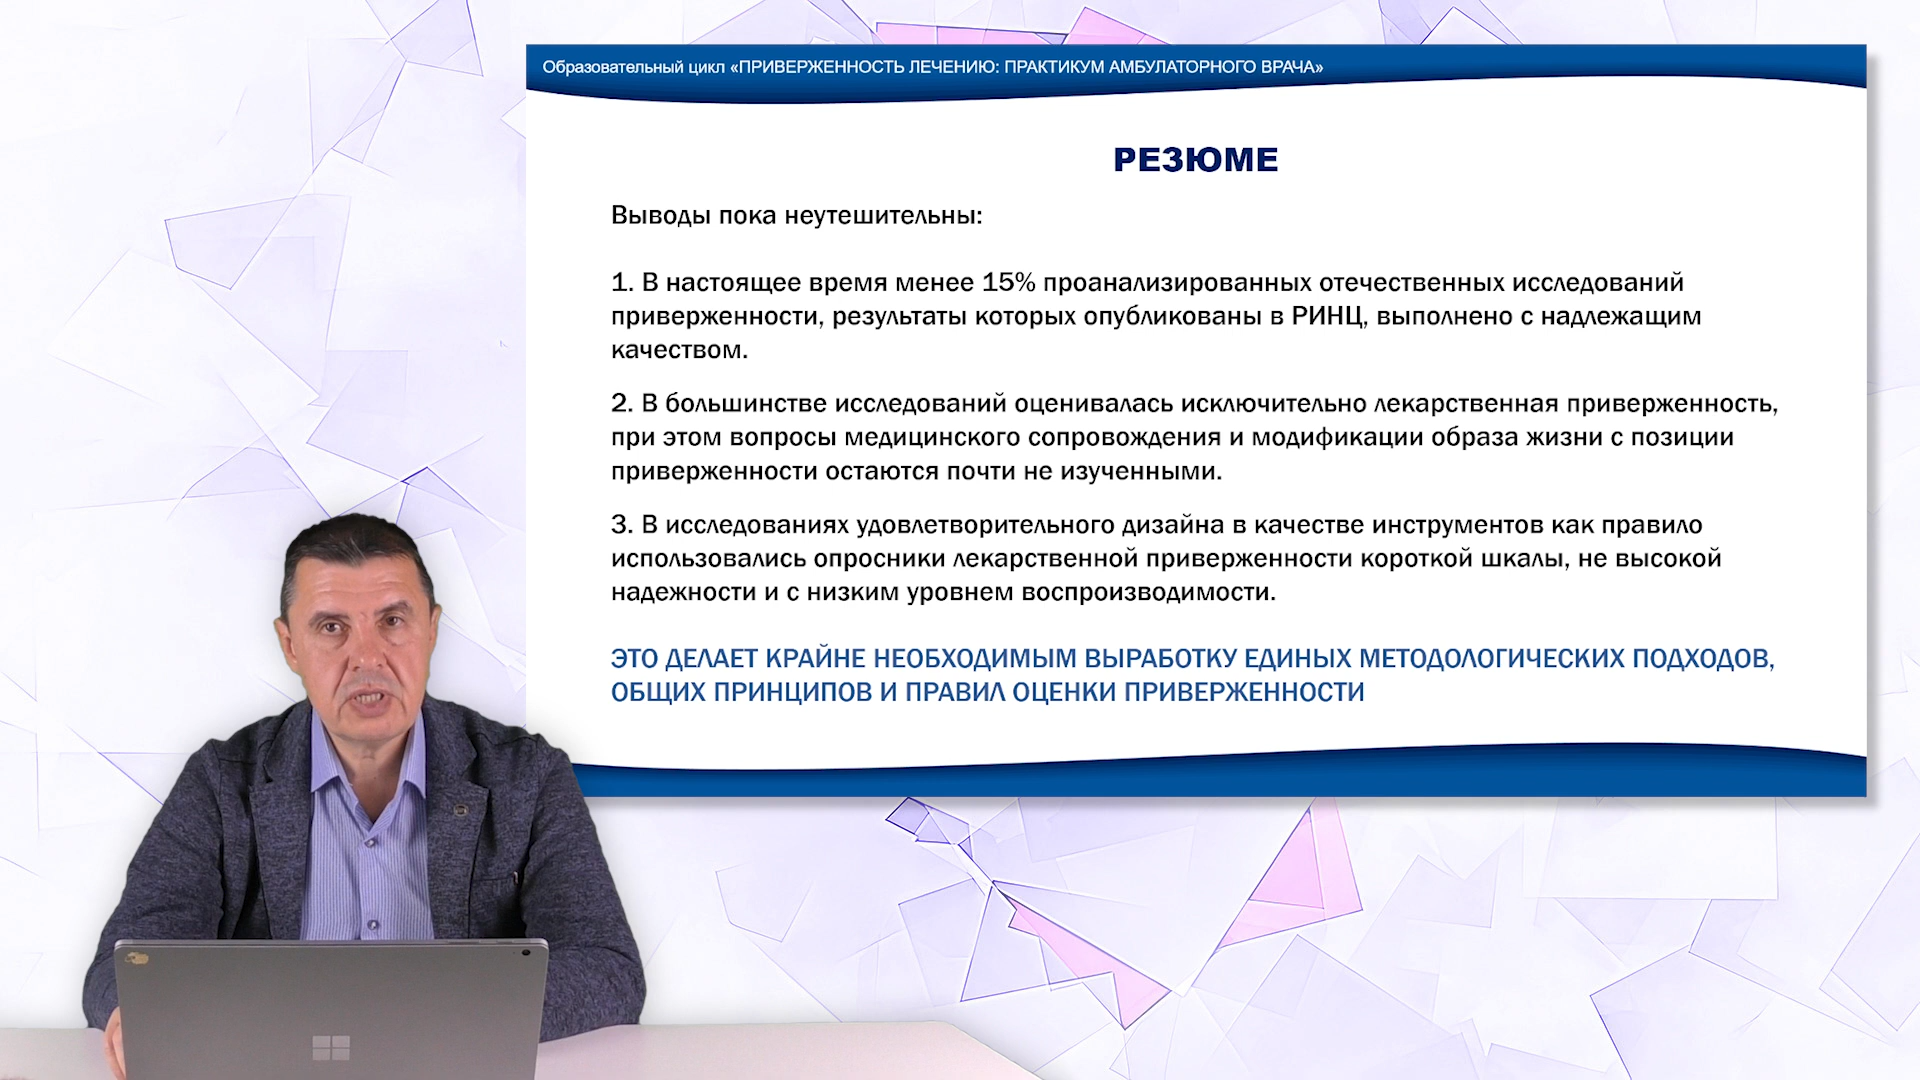 Образовательный цикл «ПРИВЕРЖЕННОСТЬ ЛЕЧЕНИЮ: ПРАКТИКУМ АМБУЛАТОРНОГО ВРАЧА»
РЕЗЮМЕ
Выводы пока неутешительны:
1. В настоящее время менее 15% проанализированных отечественных исследований
приверженности, результаты которых опубликованы в РИНЦ, выполнено с надлежащим
качеством.
2. В большинстве исследований оценивалась исключительно лекарственная приверженность,
при этом вопросы медицинского сопровождения и модификации образа жизни с позиции
приверженности остаются почти не изученными.
3. В исследованиях удовлетворительного дизайна в качестве инструментов как правило
использовались опросники лекарственной приверженности короткой шкалы, не высокой
надежности и с низким уровнем воспроизводимости.
ЭТО ДЕЛАЕТ КРАЙНЕ НЕОБХОДИМЫМ ВЫРАБОТКУ ЕДИНЫХ МЕТОДОЛОГИЧЕСКИХ ПОДХОДОВ,
ОБЩИХ ПРИНЦИПОВ И ПРАВИЛ ОЦЕНКИ ПРИВЕРЖЕННОСТИ